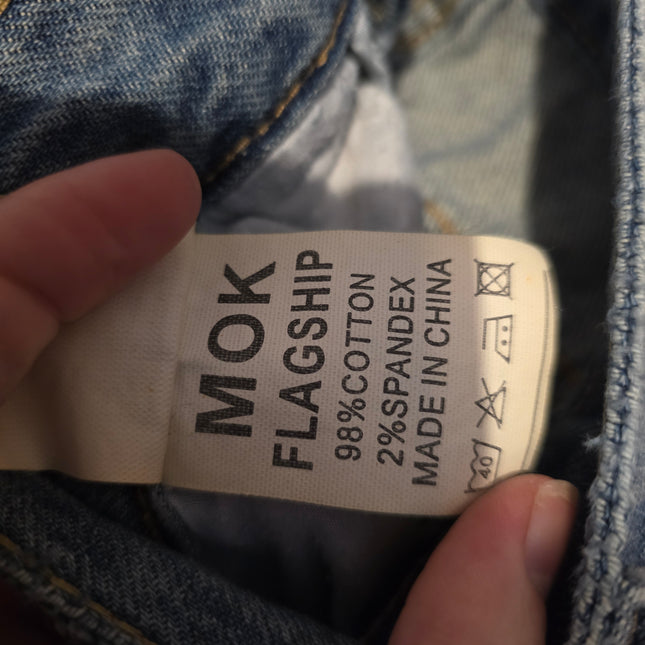 MOK
FLAGSHIP
98%COTTON
2%SPANDEX
MADE IN CHINA
40